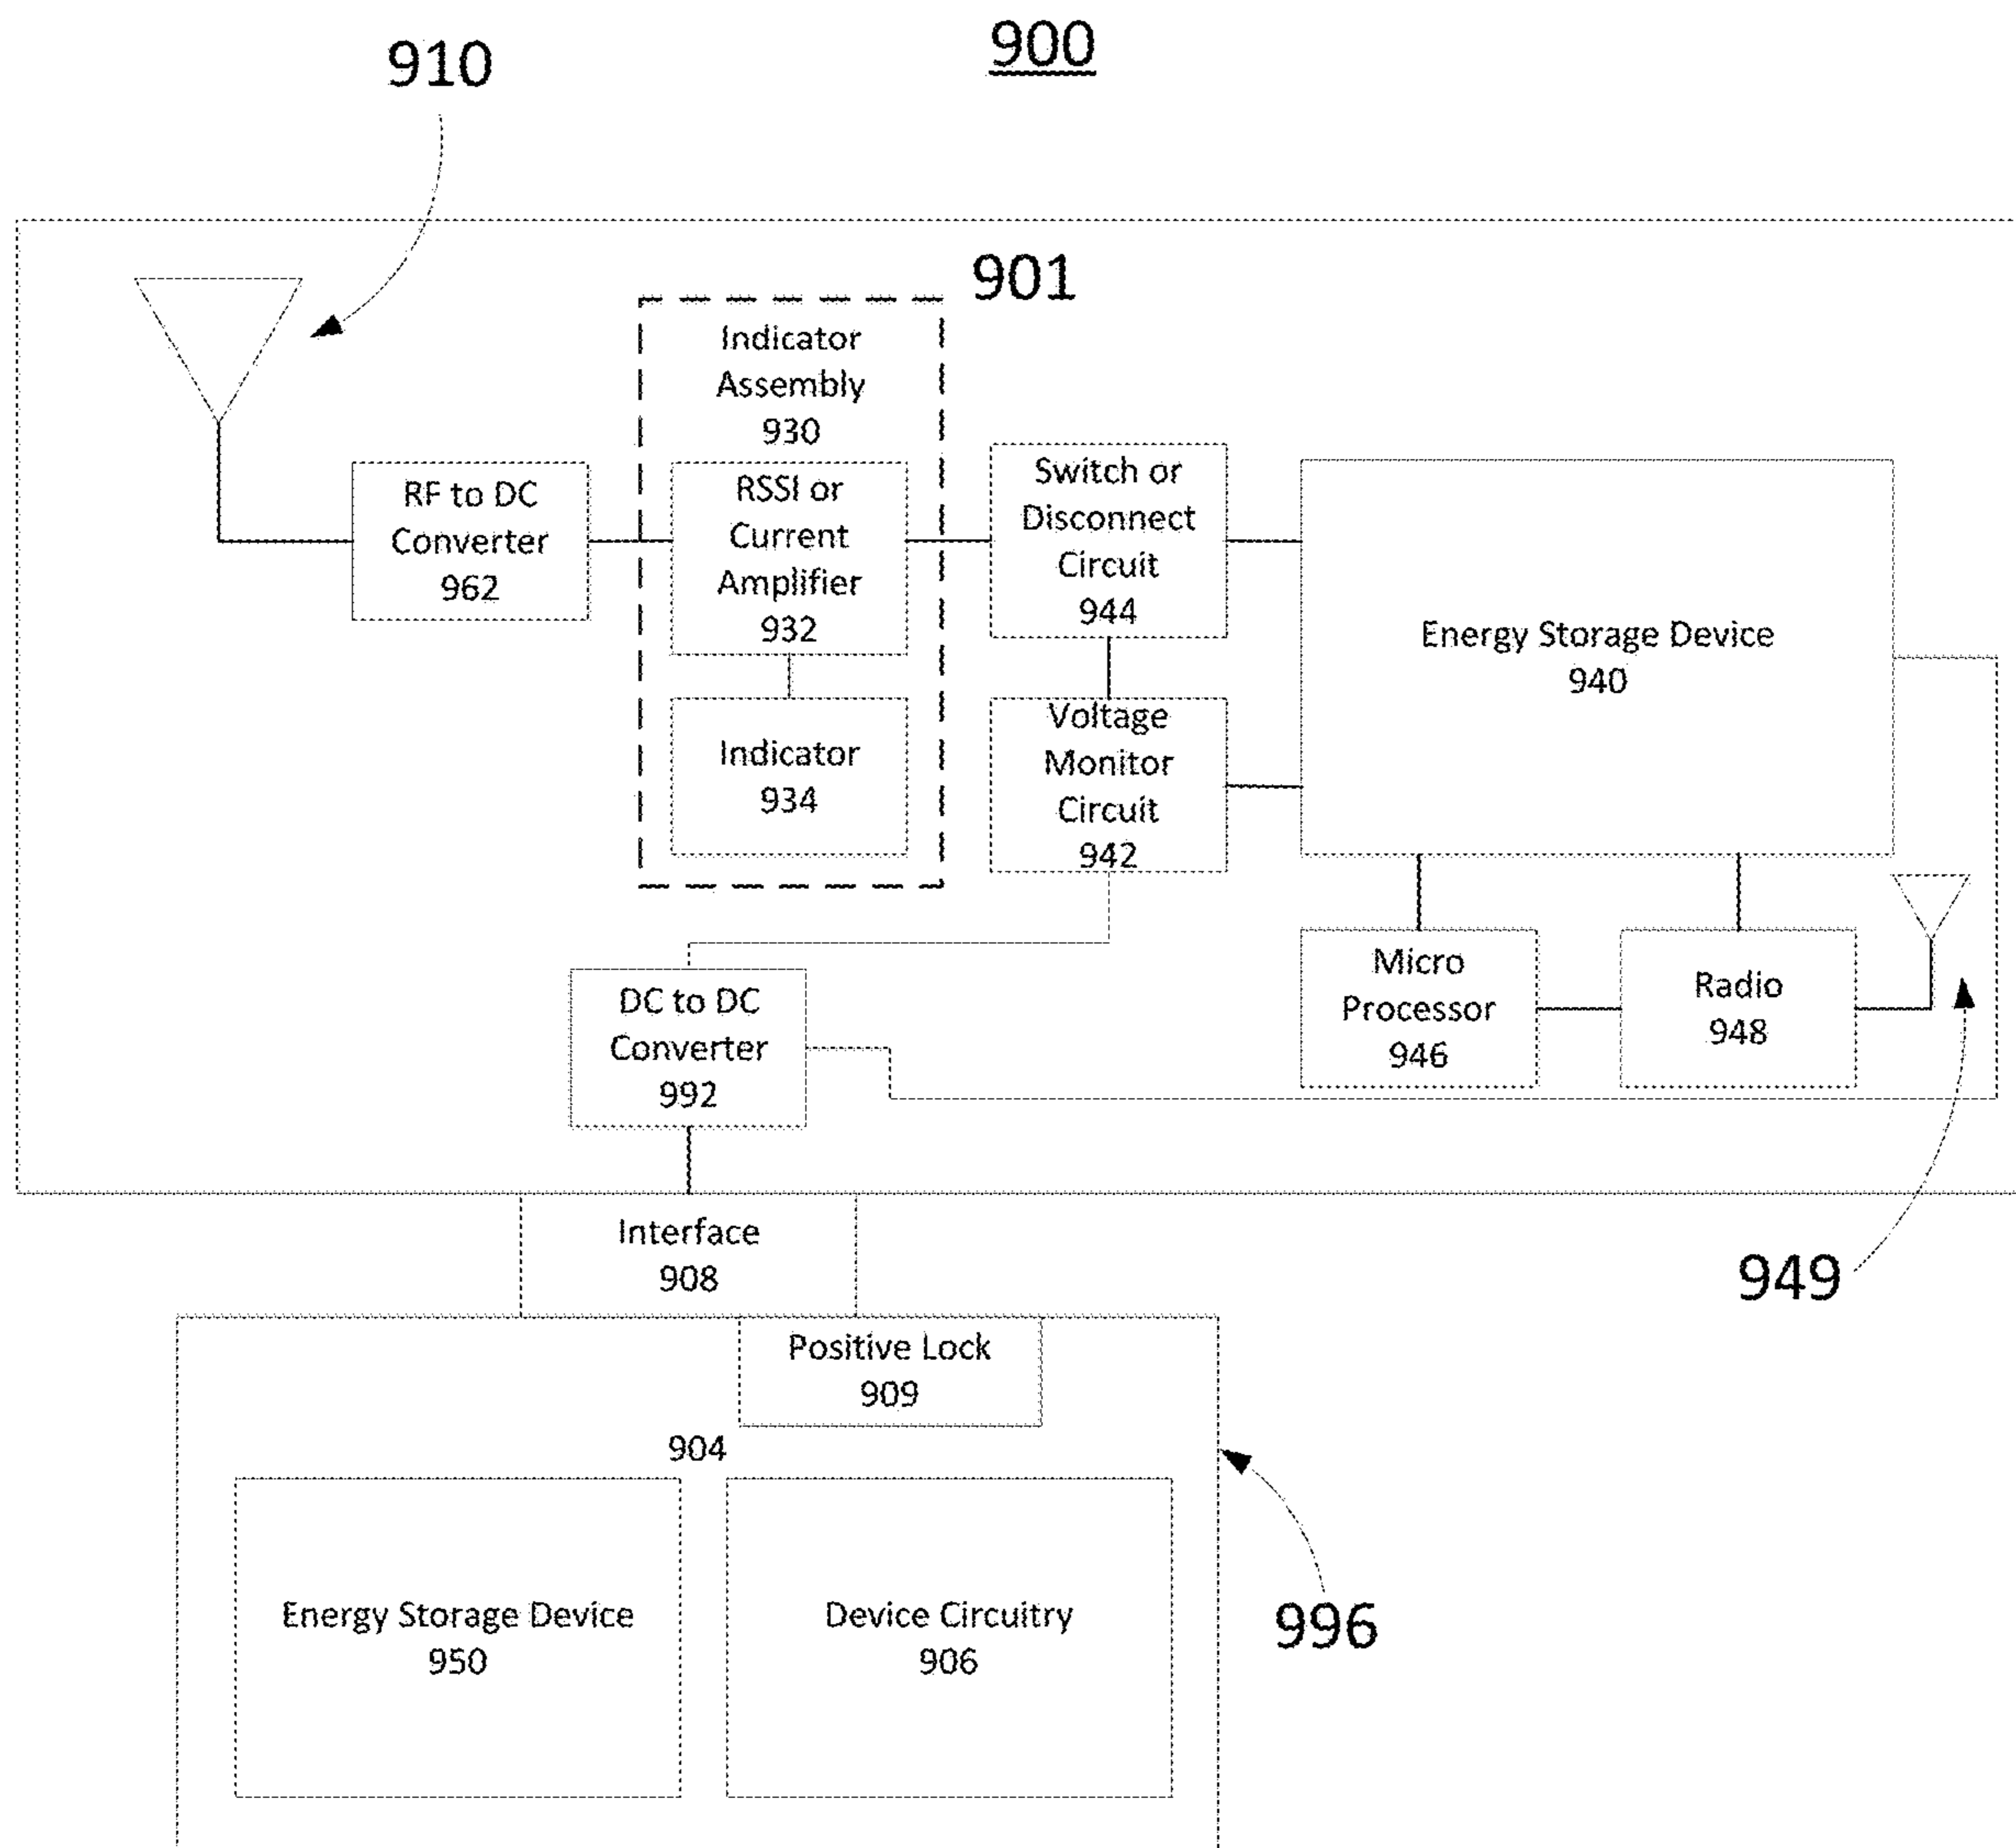 900
910
901
Indicator
Assembly
930
RF to DC
Converter
962
RSSI or
Current
Amplifier
932
Indicator
934
Switch or
Disconnect
Circuit
944
Voltage
Monitor
Circuit
942
Energy Storage Device
940
Micro
Processor
946
Radio
948
949
DC to DC
Converter
992
Interface
908
Positive Lock
909
904
Energy Storage Device
950
Device Circuitry
906
996